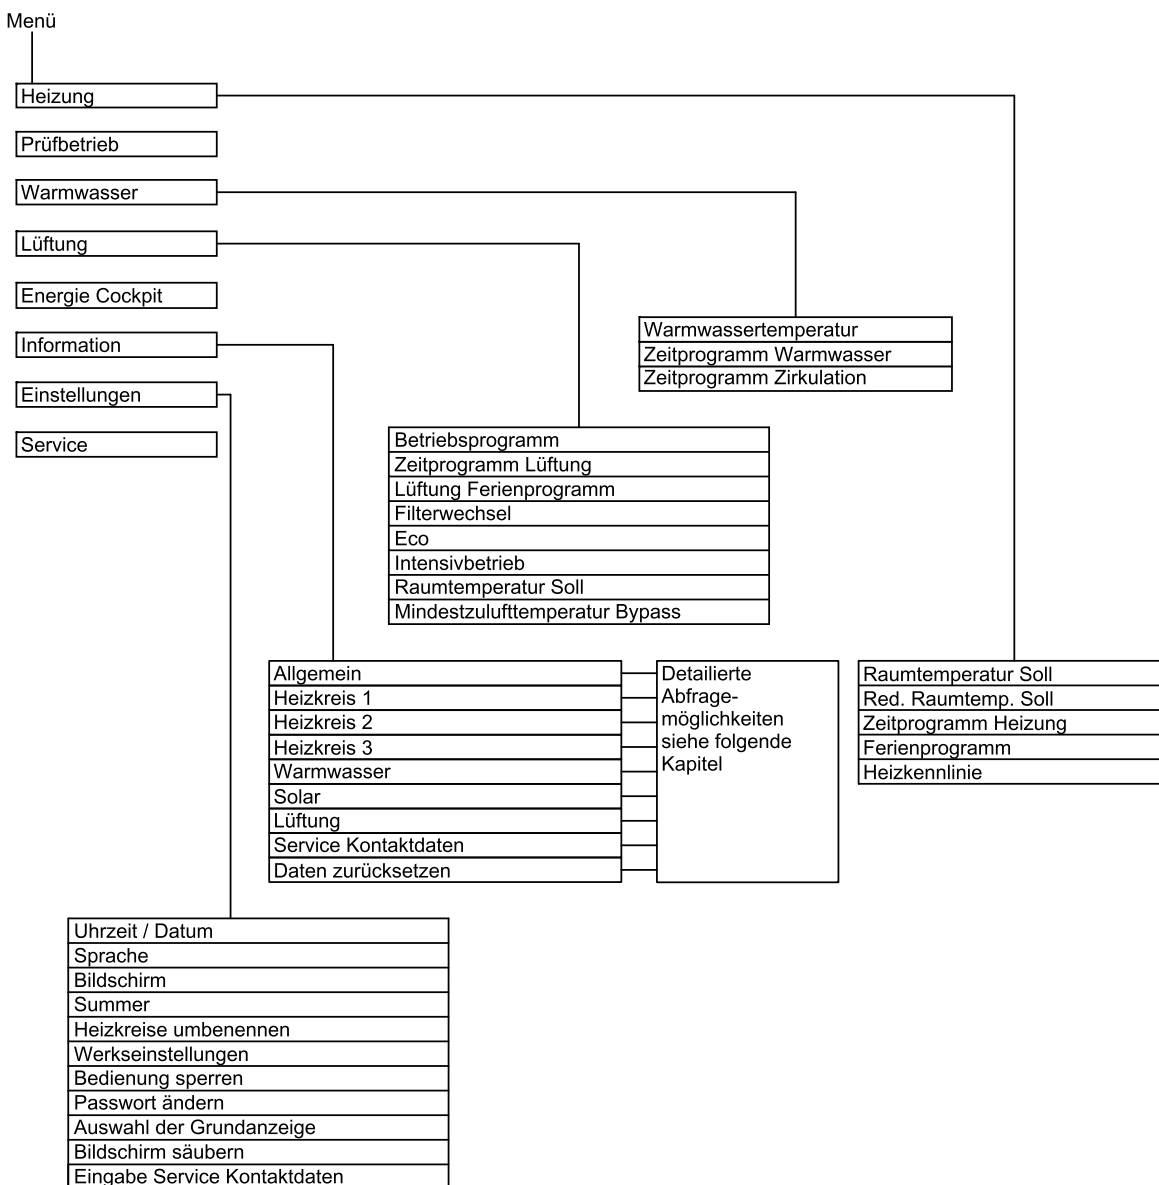 Menü
Heizung
Prüfbetrieb
Warmwasser
Lüftung
Energie Cockpit
Information
Einstellungen
Service
Warmwassertemperatur
Zeitprogramm Warmwasser
Zeitprogramm Zirkulation
Betriebsprogramm
Zeitprogramm Lüftung
Lüftung Ferienprogramm
Filterwechsel
Eco
Intensivbetrieb
Raumtemperatur Soll
Mindestzulufttemperatur Bypass
Allgemein
Heizkreis 1
Heizkreis 2
Heizkreis 3
Warmwasser
Solar
Lüftung
Service Kontaktdaten
Daten zurücksetzen
Detailierte
Abfrage-
möglichkeiten
siehe folgende
Kapitel
Raumtemperatur Soll
Red. Raumtemp. Soll
Zeitprogramm Heizung
Ferienprogramm
Heizkennlinie
Uhrzeit / Datum
Sprache
Bildschirm
Summer
Heizkreise umbenennen
Werkseinstellungen
Bedienung sperren
Passwort ändern
Auswahl der Grundanzeige
Bildschirm säubern
Eingabe Service Kontaktdaten